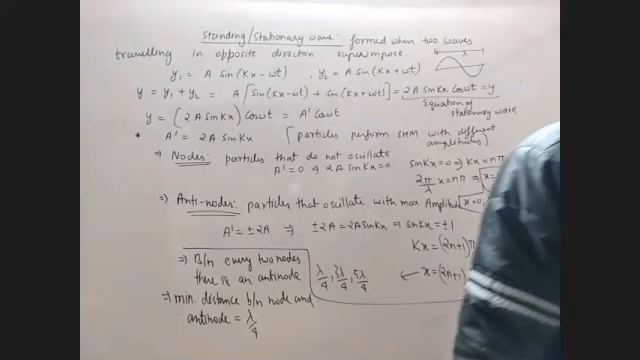 standing/stationary wave: formed when two waves
travelling in opposite direction superimpose
λ
y₁ = A sin(Kx - ωt) , y₂ = A sin(Kx + ωt)
y = y₁ + y₂ = A [sin(Kx - ωt) + sin(Kx + ωt)] = 2A sinKx Cosωt = y
Equation of
stationary wave
y = (2A sinKx) Cosωt = A' Cosωt
A' = 2A sinKx [particles perform SHM with different
amplitudes)
⇒ Nodes: particles that do not oscillate
sinKx = 0 ⇒ Kx = nπ
A' = 0 ⇒ 2A sinKx = 0
2π/λ x = nπ ⇒ x =
x = 0,
⇒ Anti-nodes: particles that oscillate with max Amplitud
A' = ±2A ⇒ ±2A = 2A sinKx ⇒ sinKx = ±1
Kx = (2n+1) π
⇒ B/n every two nodes
there is an antinode
λ/4, 3λ/4, 5λ/4
← x = (2n+1)
⇒ min. distance b/n node and
antinode = λ/4